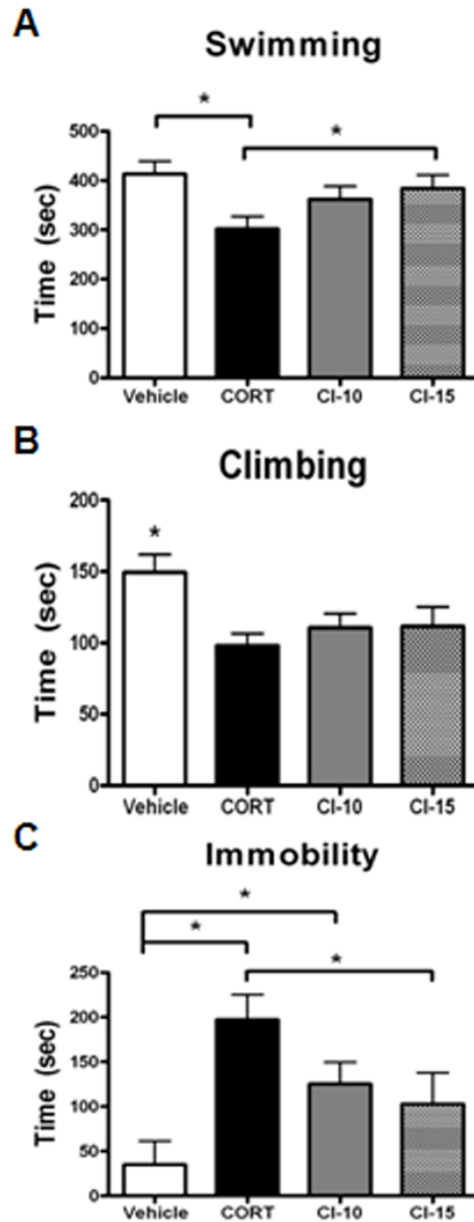 A
Swimming
*
*
500
400
300
200
100
0
Time (sec)
Vehicle CORT CI-10 CI-15
B
Climbing
200
*
150
100
50
0
Time (sec)
Vehicle CORT CI-10 CI-15
C
Immobility
*
*
*
250
200
150
100
50
0
Time (sec)
Vehicle CORT CI-10 CI-15